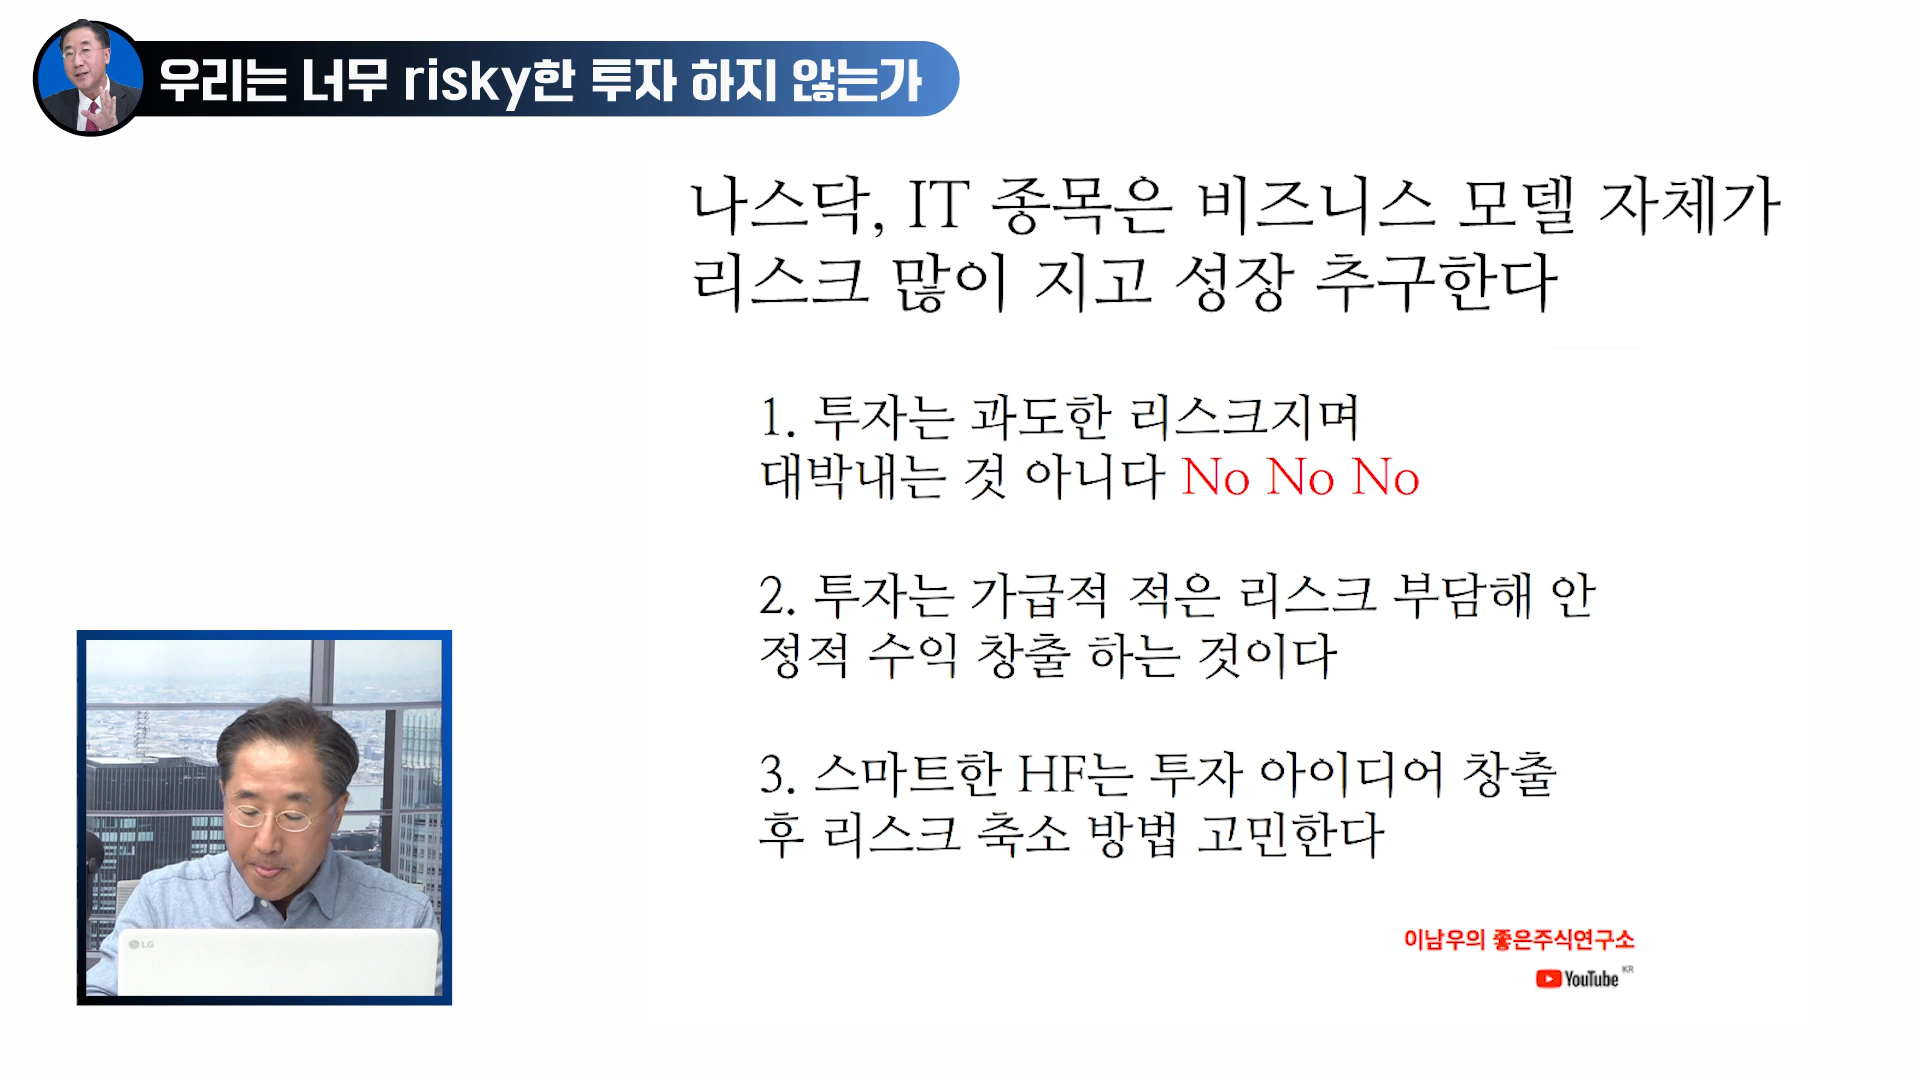 우리는 너무 risky한 투자 하지 않는가
나스닥, IT 종목은 비즈니스 모델 자체가
리스크 많이 지고 성장 추구한다
1. 투자는 과도한 리스크지며
대박내는 것 아니다 No No No
2. 투자는 가급적 적은 리스크 부담해 안
정적 수익 창출 하는 것이다
3. 스마트한 HF는 투자 아이디어 창출
후 리스크 축소 방법 고민한다
LG
이남우의 좋은주식연구소
YouTube KR